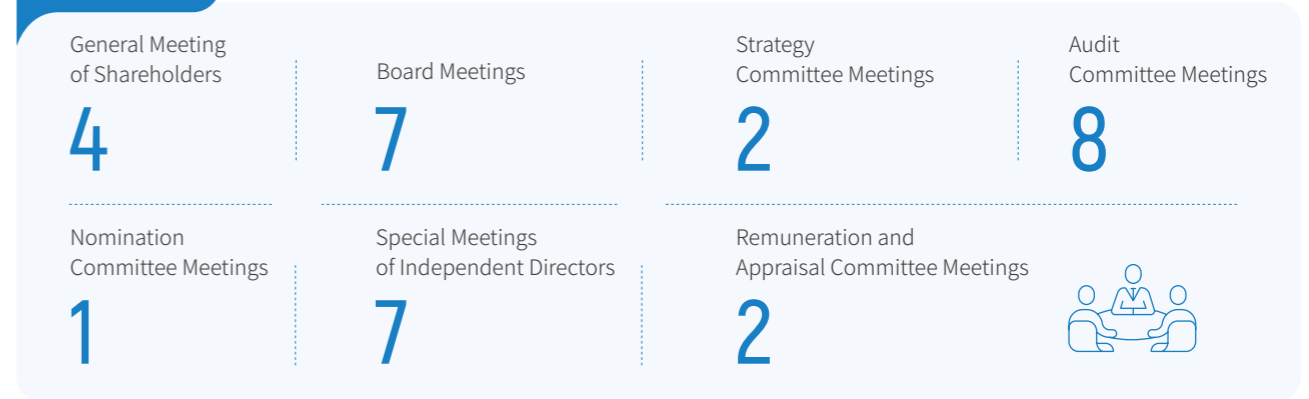 General Meeting
of Shareholders
4
Board Meetings
7
Strategy
Committee Meetings
2
Audit
Committee Meetings
8
Nomination
Committee Meetings
1
Special Meetings
of Independent Directors
7
Remuneration and
Appraisal Committee Meetings
2